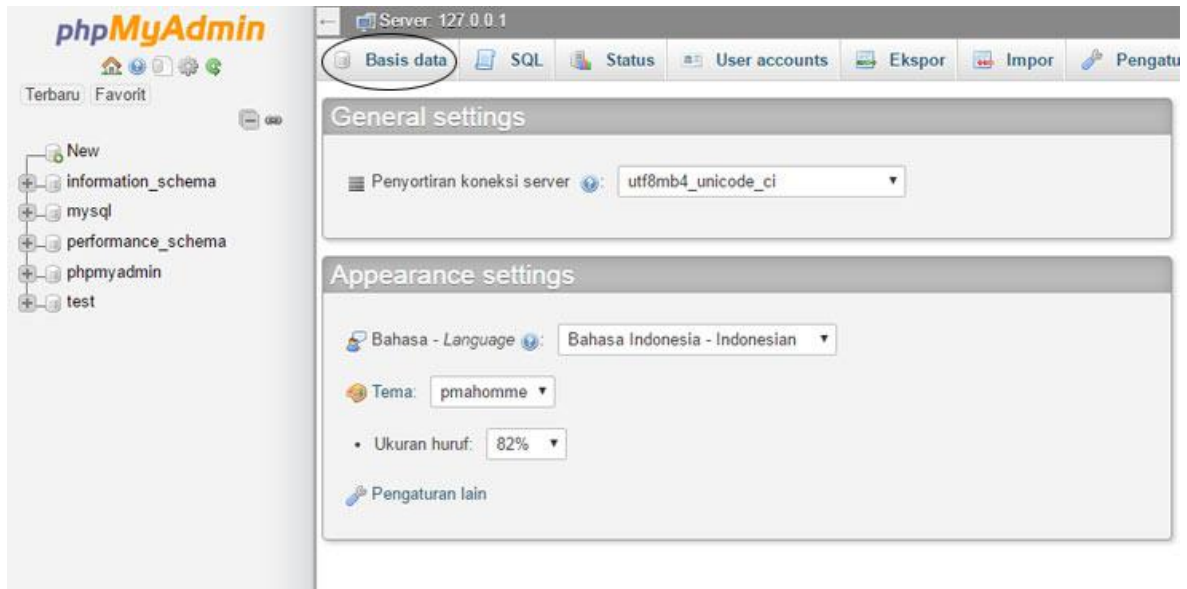 phpMyAdmin
Terbaru Favorit
New
information_schema
mysql
performance_schema
phpmyadmin
test
Server: 127.0.0.1
Basis data SQL Status User accounts Ekspor Impor Pengatu
General settings
Penyortiran koneksi server : utf8mb4_unicode_ci
Appearance settings
Bahasa - Language : Bahasa Indonesia - Indonesian
Tema: pmahomme
• Ukuran huruf: 82%
Pengaturan lain